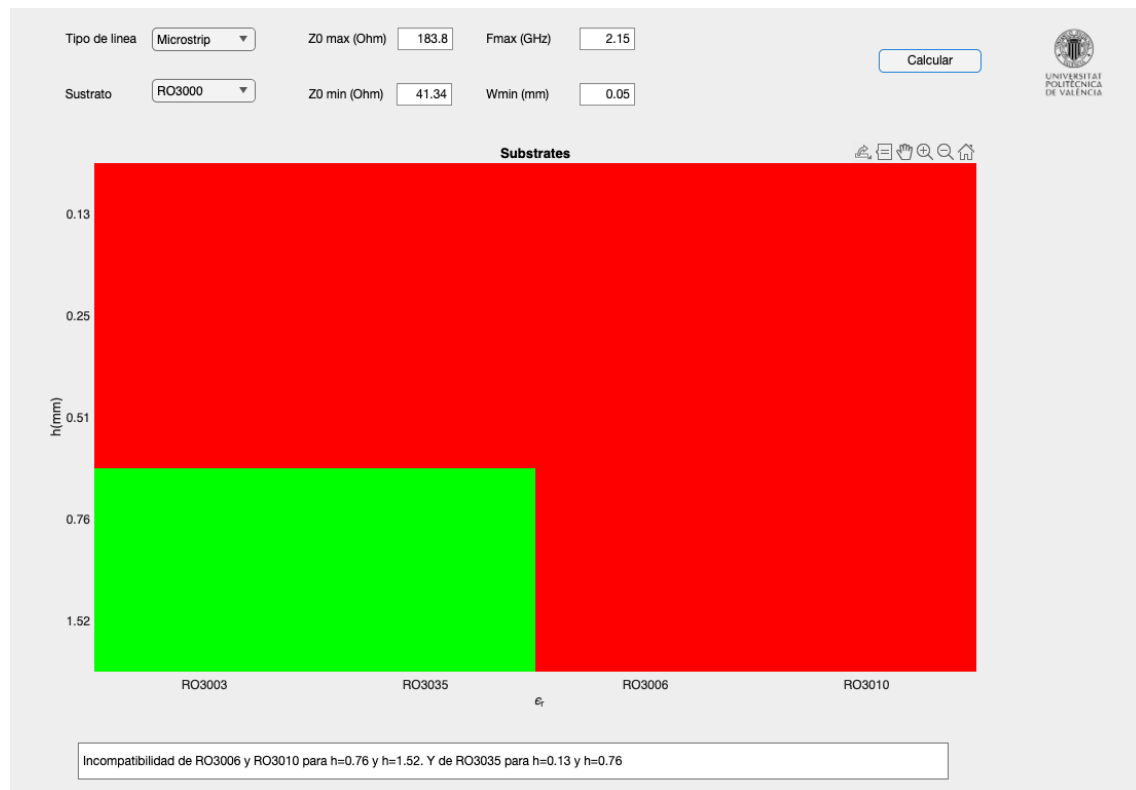 Tipo de linea Microstrip Z0 max (Ohm) 183.8 Fmax (GHz) 2.15
Calcular
Sustrato RO3000 Z0 min (Ohm) 41.34 Wmin (mm) 0.05
UNIVERSITAT
POLITÈCNICA
DE VALÈNCIA
Substrates
h(mm)
0.13
0.25
0.51
0.76
1.52
RO3003 RO3035 RO3006 RO3010
ϵr
Incompatibilidad de RO3006 y RO3010 para h=0.76 y h=1.52. Y de RO3035 para h=0.13 y h=0.76